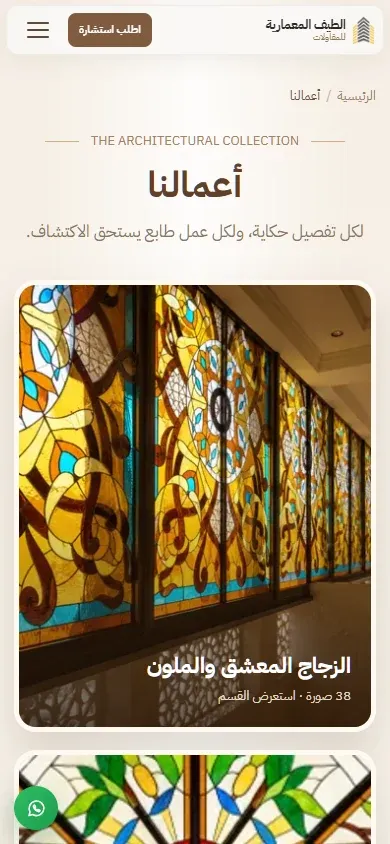 الطيف المعمارية
للمقاولات
اطلب استشارة
الرئيسية / أعمالنا
THE ARCHITECTURAL COLLECTION
أعمالنا
لكل تفصيل حكاية، ولكل عمل طابع يستحق الاكتشاف.
الزجاج المعشق والملون
38 صورة · استعرض القسم